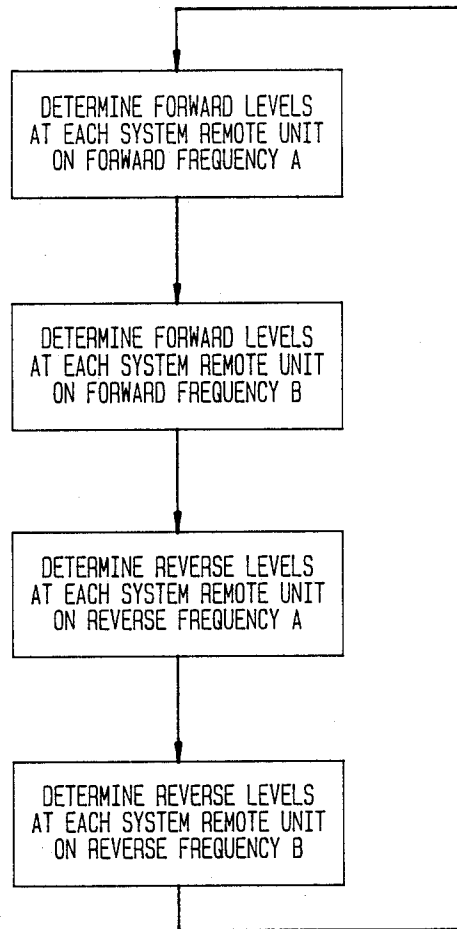 DETERMINE FORWARD LEVELS
AT EACH SYSTEM REMOTE UNIT
ON FORWARD FREQUENCY A
DETERMINE FORWARD LEVELS
AT EACH SYSTEM REMOTE UNIT
ON FORWARD FREQUENCY B
DETERMINE REVERSE LEVELS
AT EACH SYSTEM REMOTE UNIT
ON REVERSE FREQUENCY A
DETERMINE REVERSE LEVELS
AT EACH SYSTEM REMOTE UNIT
ON REVERSE FREQUENCY B